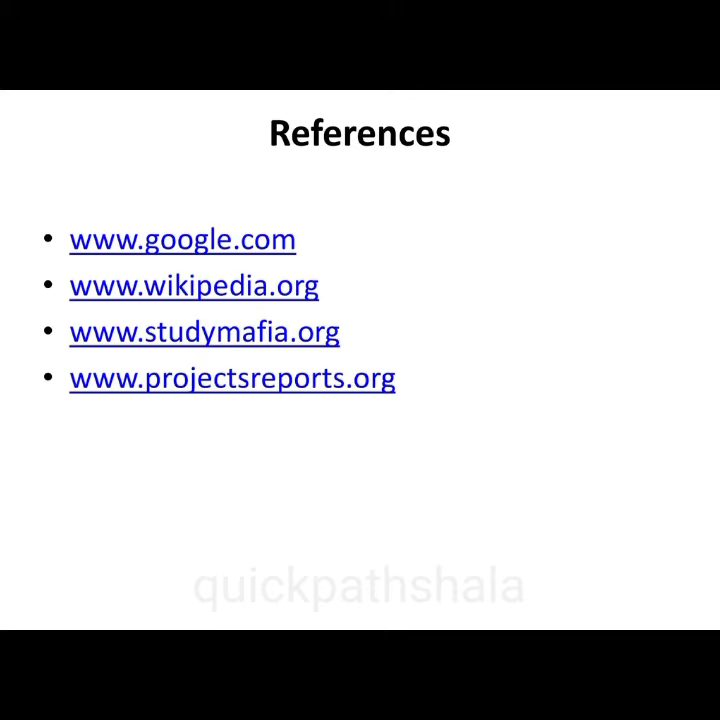 References
• www.google.com
• www.wikipedia.org
• www.studymafia.org
• www.projectsreports.org
quickpathshala